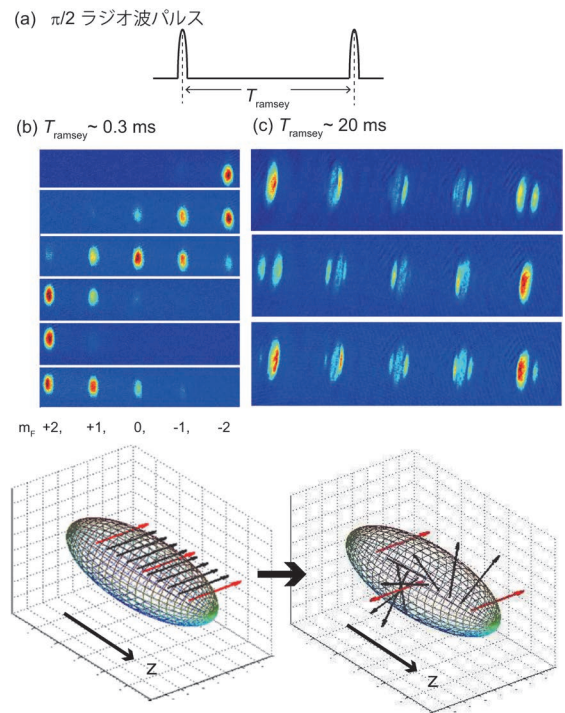 (a) π/2 ラジオ波パルス
T_ramsey
(b) T_ramsey ~ 0.3 ms
(c) T_ramsey ~ 20 ms
m_F +2, +1, 0, -1, -2
z
z